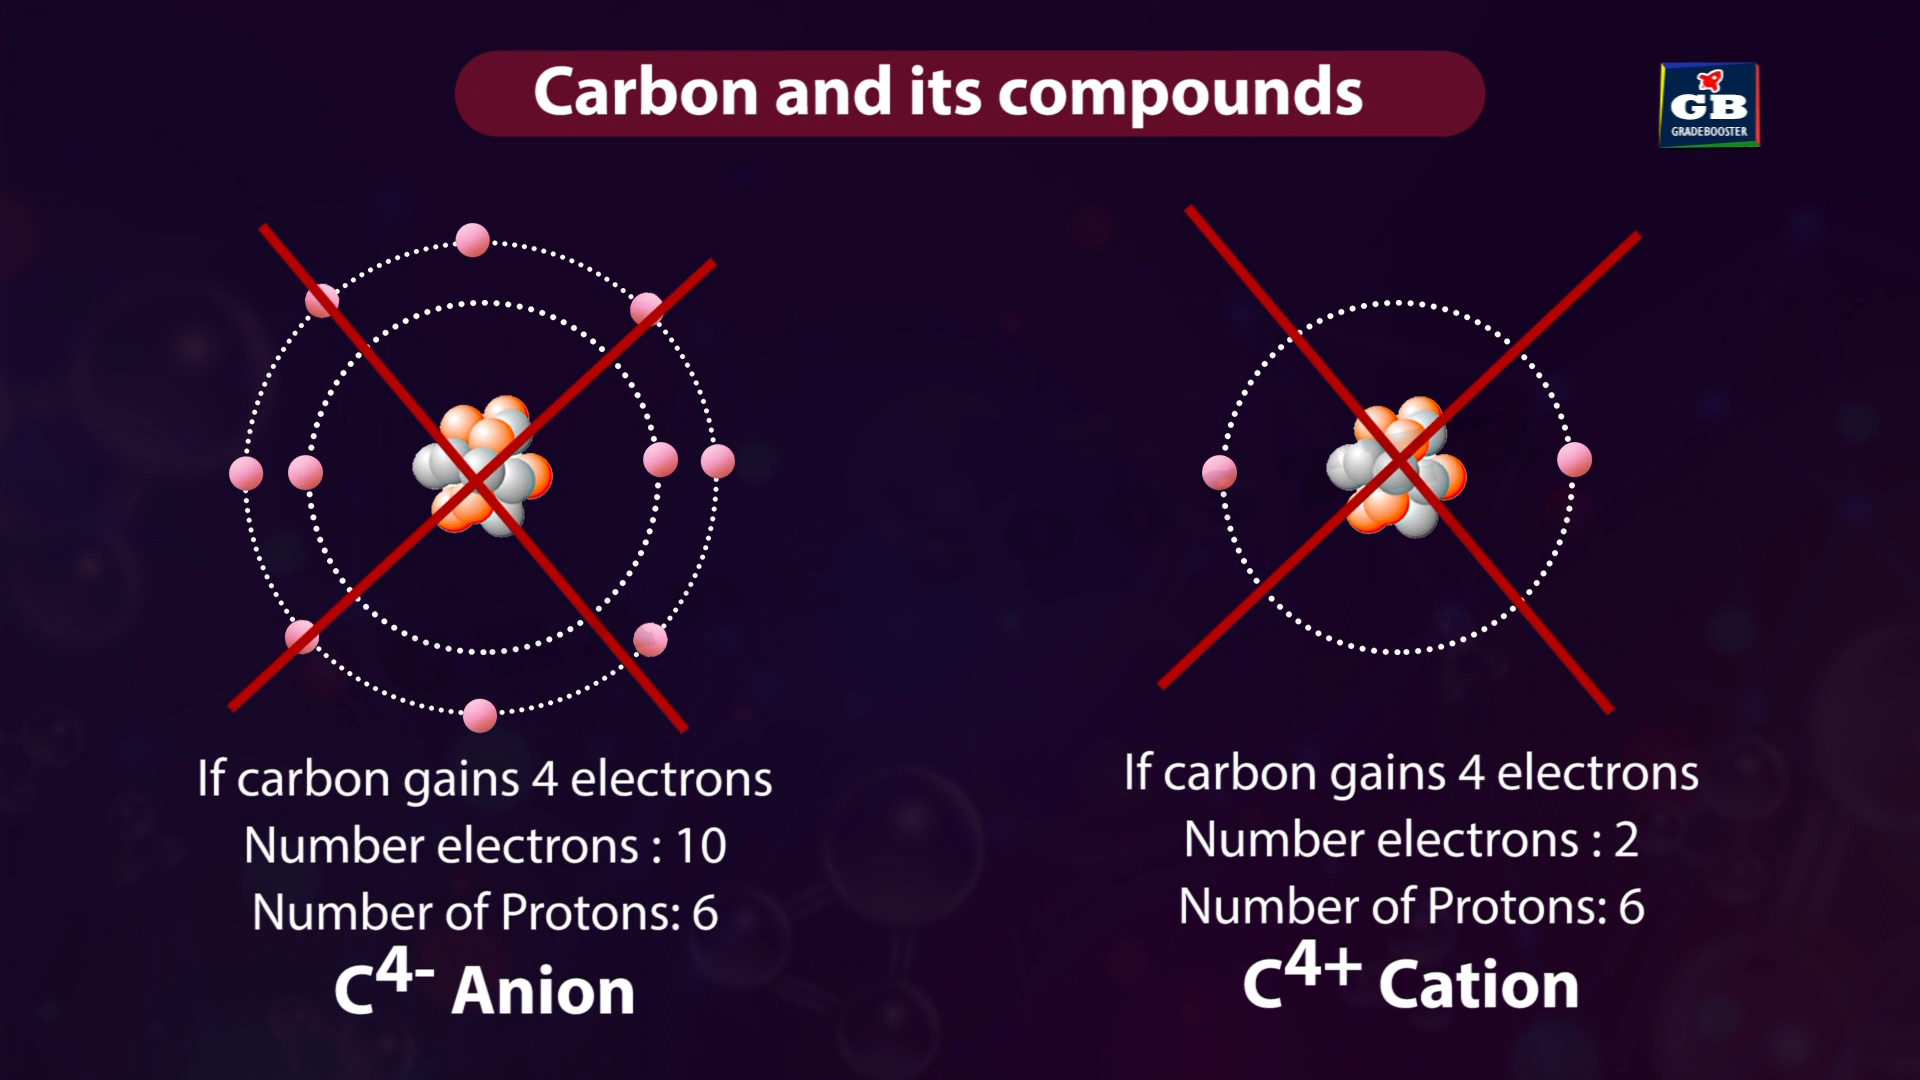 Carbon and its compounds
GB
GRADEBOOSTER
If carbon gains 4 electrons
Number electrons : 10
Number of Protons: 6
C⁴⁻ Anion
If carbon gains 4 electrons
Number electrons : 2
Number of Protons: 6
C⁴⁺ Cation